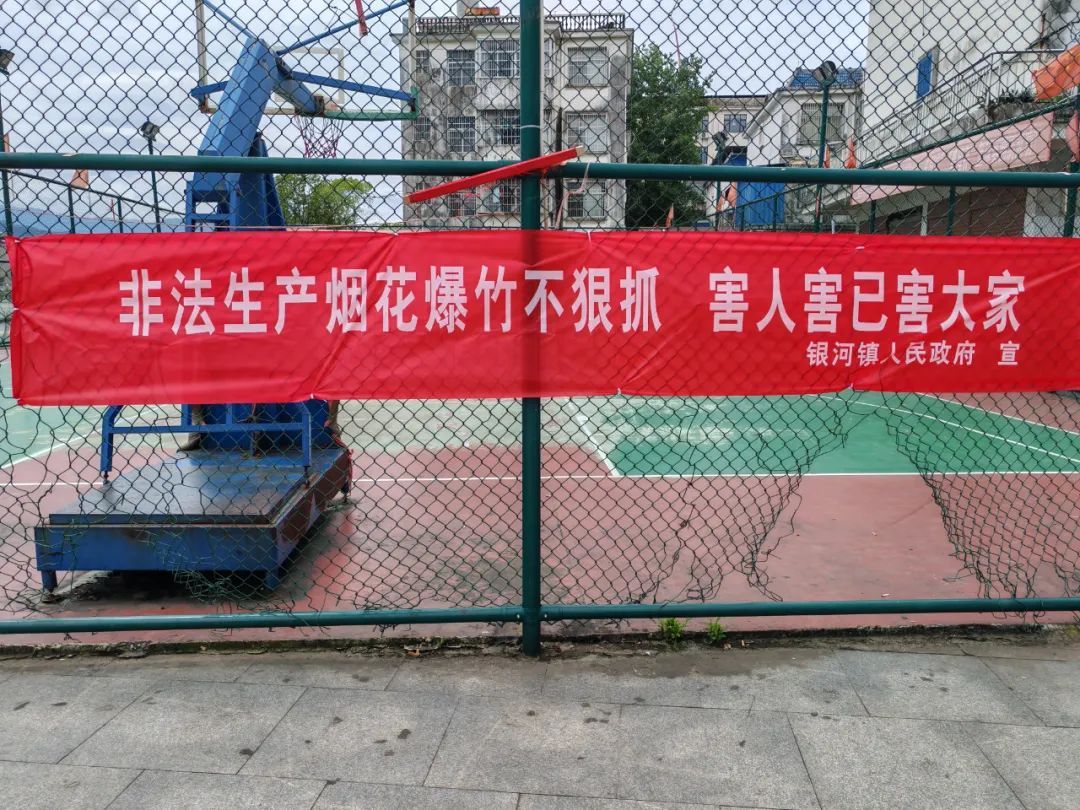 非法生产烟花爆竹不狠抓 害人害已害大家
银河镇人民政府 宣